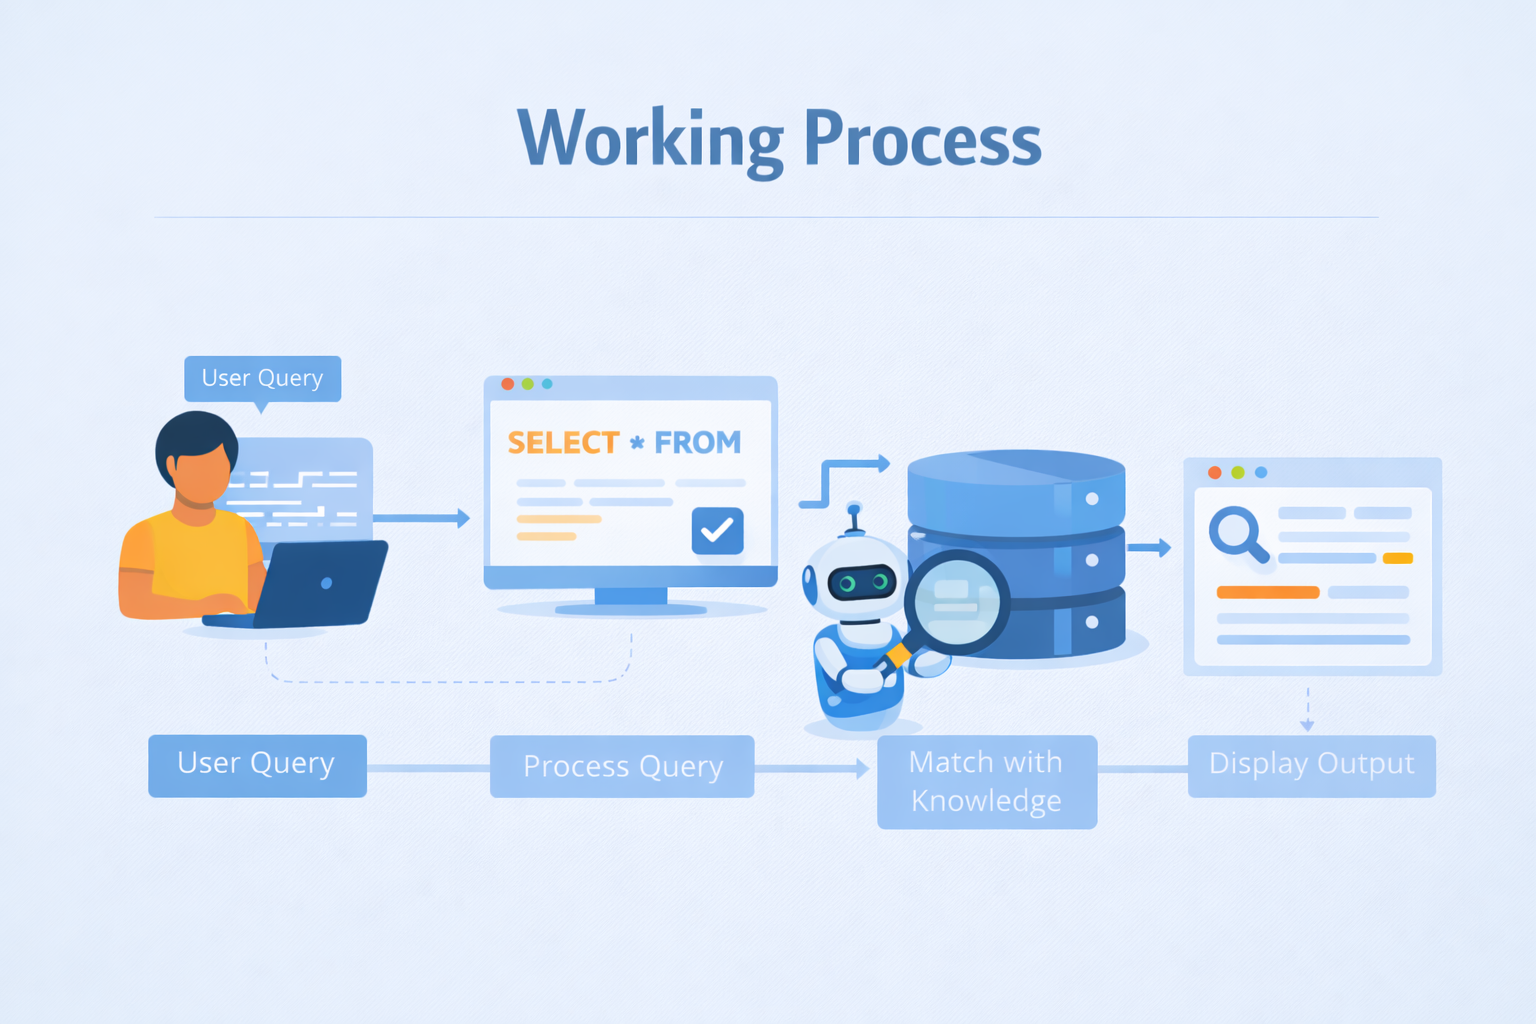 Working Process
User Query
SELECT * FROM
User Query
Process Query
Match with
Knowledge
Display Output